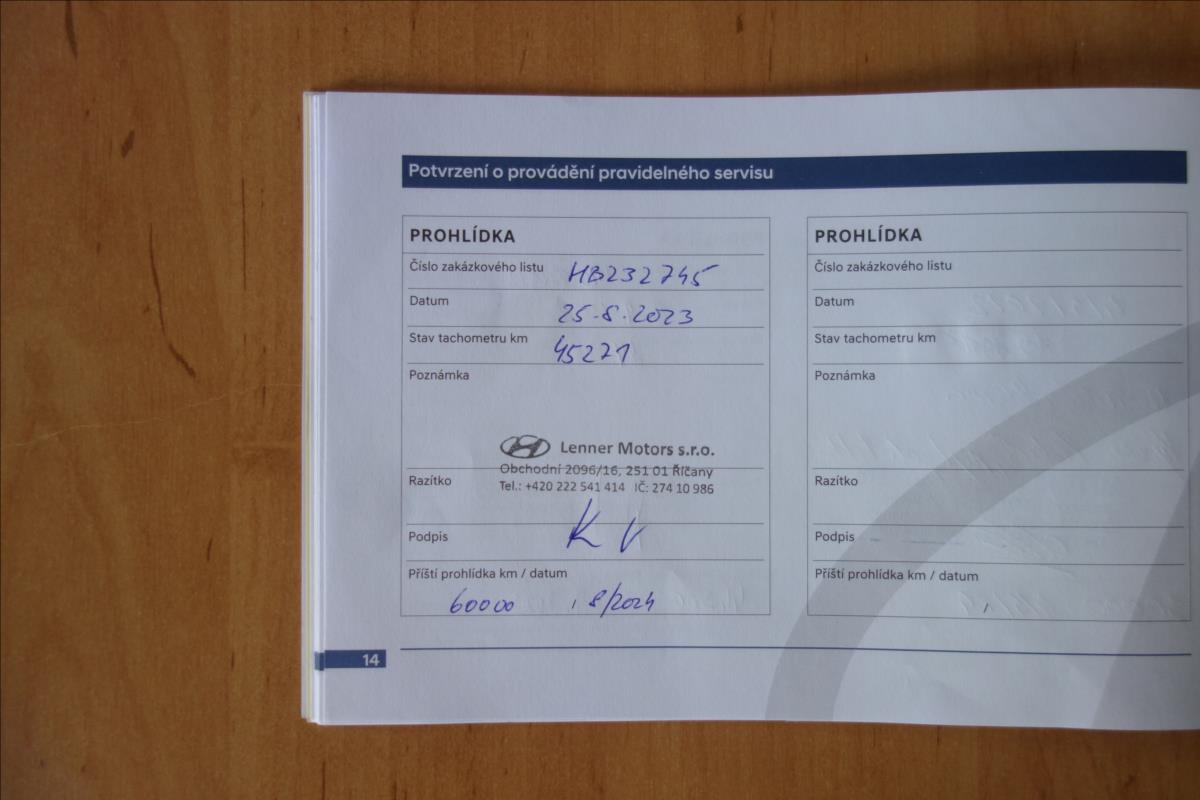 Potvrzení o provádění pravidelného servisu
PROHLÍDKA
Číslo zakázkového listu HB232745
Datum 25.8.2023
Stav tachometru km 45271
Poznámka
Lenner Motors s.r.o.
Obchodní 2096/16, 251 01 Říčany
Razítko
Tel.: +420 222 541 414 IČ: 274 10 986
Podpis KV
Příští prohlídka km / datum
60000 / 8/2024
PROHLÍDKA
Číslo zakázkového listu
Datum
Stav tachometru km
Poznámka
Razítko
Podpis
Příští prohlídka km / datum
/
14